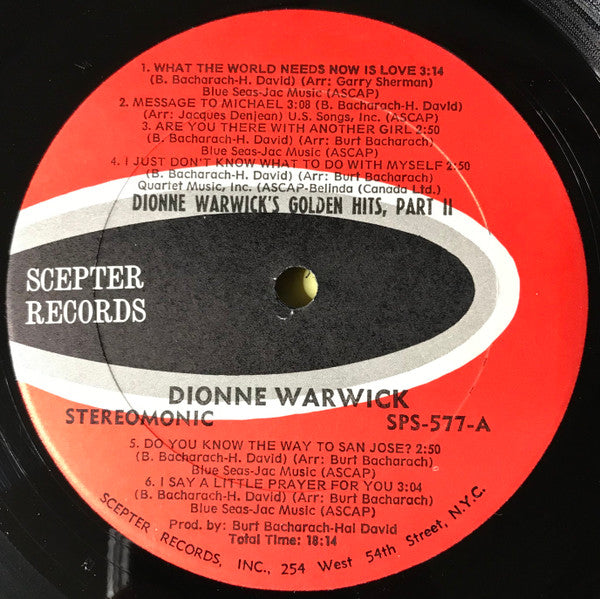 1. WHAT THE WORLD NEEDS NOW IS LOVE 3:14
(B. Bacharach-H. David) (Arr: Garry Sherman)
Blue Seas-Jac Music (ASCAP)
2. MESSAGE TO MICHAEL 3:08 (B. Bacharach-H. David)
(Arr: Jacques Denjean) U.S. Songs, Inc. (ASCAP)
3. ARE YOU THERE WITH ANOTHER GIRL 2:50
(B. Bacharach-H. David) (Arr: Burt Bacharach)
Blue Seas-Jac Music (ASCAP)
4. I JUST DON'T KNOW WHAT TO DO WITH MYSELF 2:50
(B. Bacharach-H. David) (Arr: Burt Bacharach)
Quartet Music, Inc. (ASCAP-Belinda (Canada Ltd.)
DIONNE WARWICK'S GOLDEN HITS, PART II
SCEPTER
RECORDS
DIONNE WARWICK
STEREOMONIC SPS-577-A
5. DO YOU KNOW THE WAY TO SAN JOSE? 2:50
(B. Bacharach-H. David) (Arr: Burt Bacharach)
Blue Seas-Jac Music (ASCAP)
6. I SAY A LITTLE PRAYER FOR YOU 3:04
(B. Bacharach-H. David) (Arr: Burt Bacharach)
Blue Seas-Jac Music (ASCAP)
Prod. by: Burt Bacharach-Hal David
Total Time: 18:14
SCEPTER RECORDS, INC., 254 West 54th Street, N.Y.C.